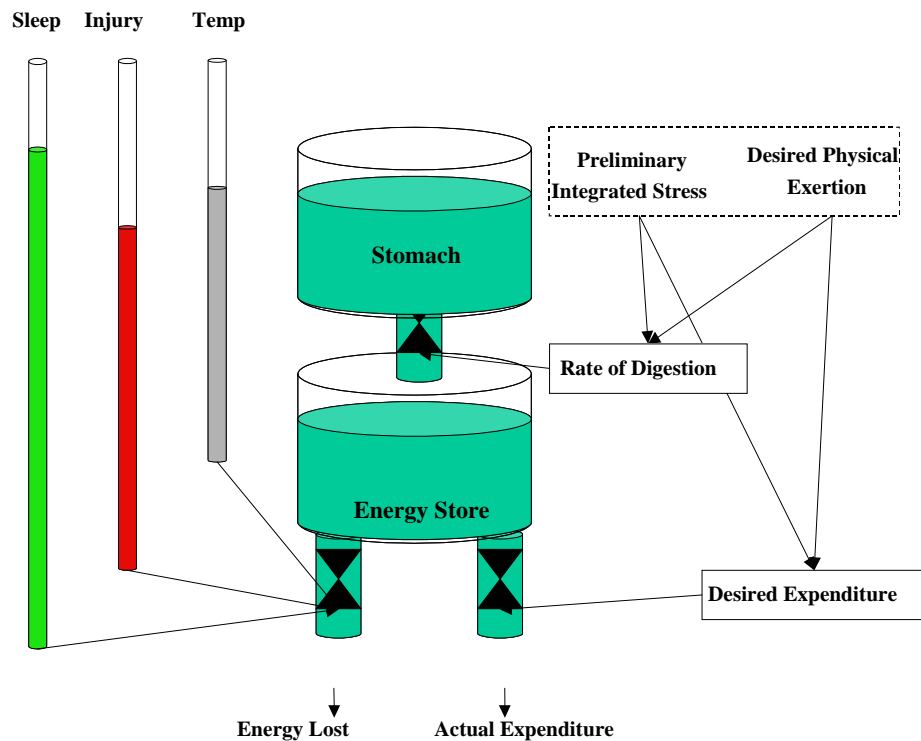 Sleep Injury Temp
Preliminary
Integrated Stress
Desired Physical
Exertion
Stomach
Rate of Digestion
Energy Store
Desired Expenditure
Energy Lost
Actual Expenditure